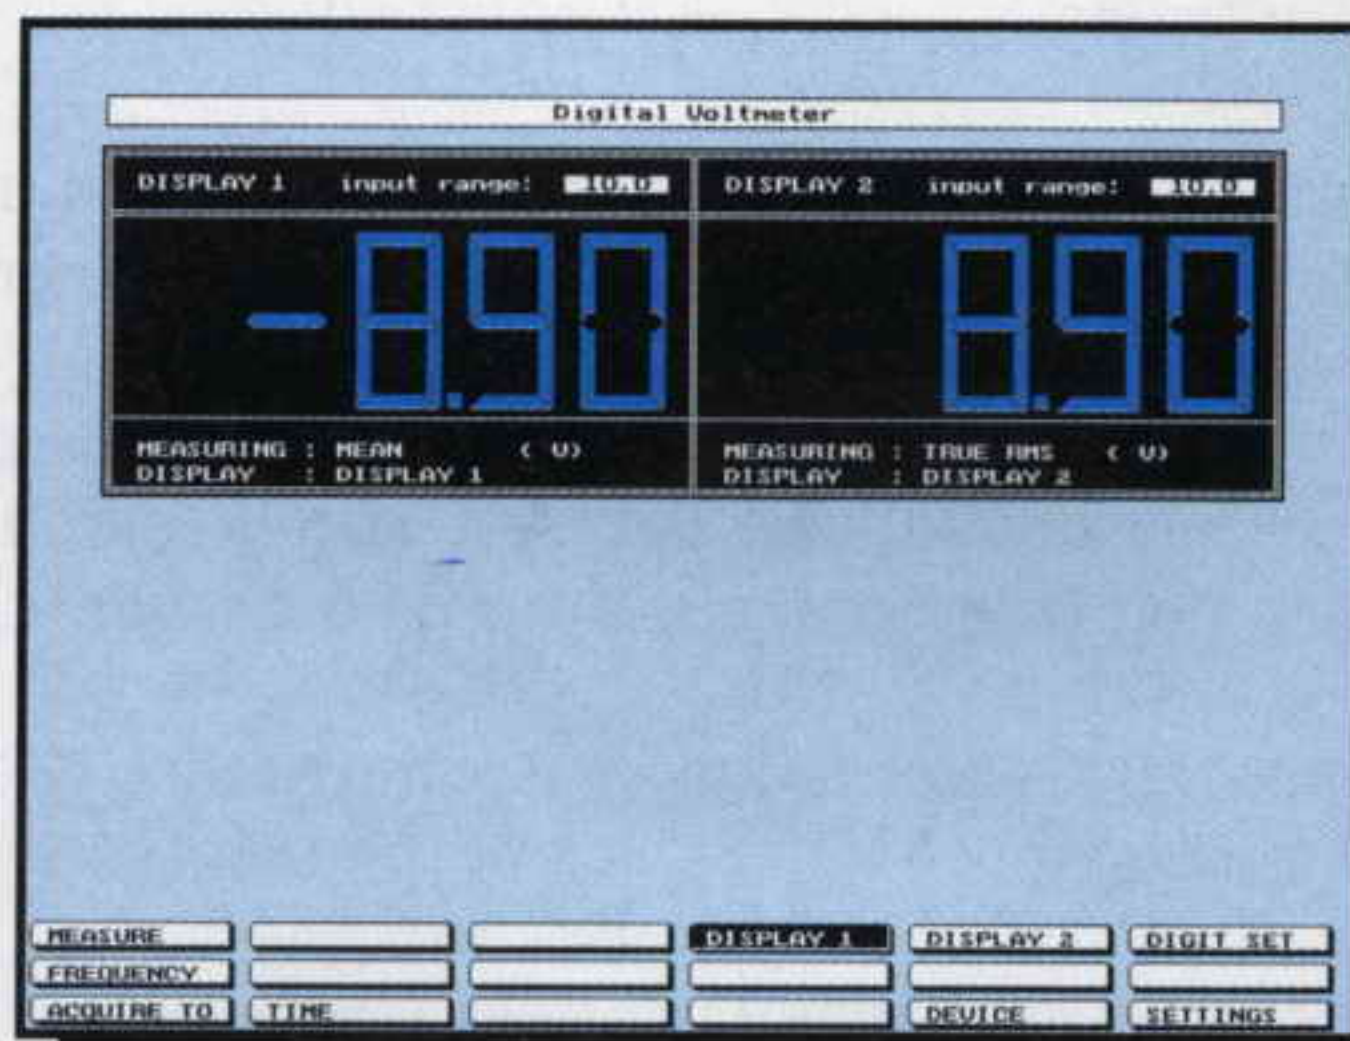 Digital Voltmeter
DISPLAY 1 input range: 10.0
-8.90
MEASURING : MEAN ( V)
DISPLAY : DISPLAY 1
DISPLAY 2 input range: 10.0
8.90
MEASURING : TRUE RMS ( V)
DISPLAY : DISPLAY 2
MEASURE DISPLAY 1 DISPLAY 2 DIGIT SET
FREQUENCY
ACQUIRE TO TIME DEVICE SETTINGS